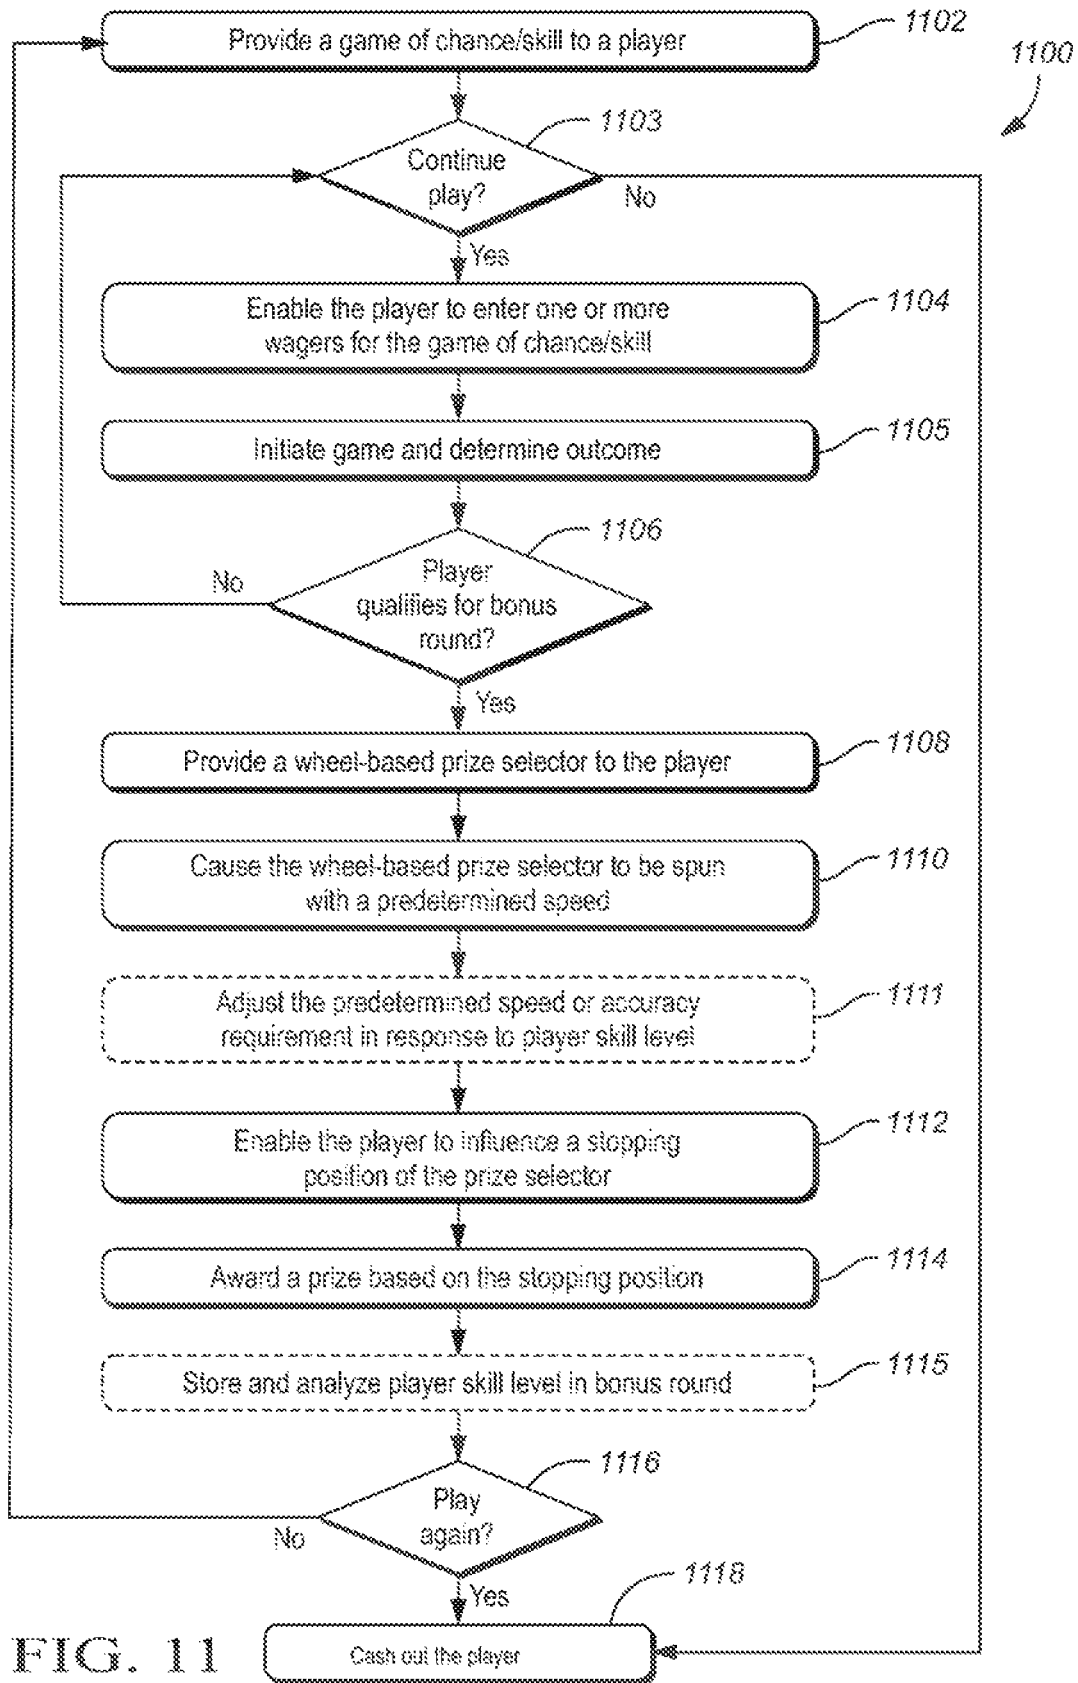 Provide a game of chance/skill to a player
1102
1100
1103
Continue
play?
No
Yes
Enable the player to enter one or more
wagers for the game of chance/skill
1104
Initiate game and determine outcome
1105
1106
Player
qualifies for bonus
round?
No
Yes
Provide a wheel-based prize selector to the player
1108
Cause the wheel-based prize selector to be spun
with a predetermined speed
1110
Adjust the predetermined speed or accuracy
requirement in response to player skill level
1111
Enable the player to influence a stopping
position of the prize selector
1112
Award a prize based on the stopping position
1114
Store and analyze player skill level in bonus round
1115
1116
Play
again?
No
Yes
1118
Cash out the player
FIG. 11